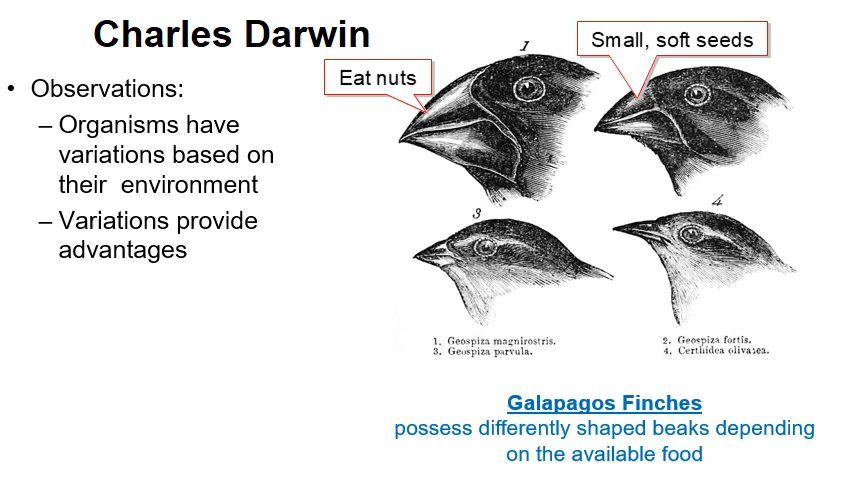 Charles Darwin
• Observations:
– Organisms have
variations based on
their environment
– Variations provide
advantages
Eat nuts
Small, soft seeds
1
3
4
1. Geospiza magnirostris.
2. Geospiza fortis.
3. Geospiza parvula.
4. Certhidea olivasea.
Galapagos Finches
possess differently shaped beaks depending
on the available food